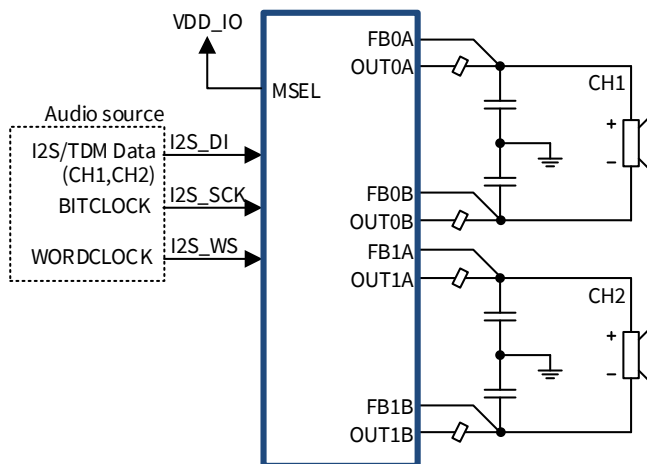 VDD_IO
MSEL
Audio source
I2S/TDM Data
(CH1,CH2)
BITCLOCK
WORDCLOCK
I2S_DI
I2S_SCK
I2S_WS
FB0A
OUT0A
FB0B
OUT0B
FB1A
OUT1A
FB1B
OUT1B
CH1
+
–
CH2
+
–